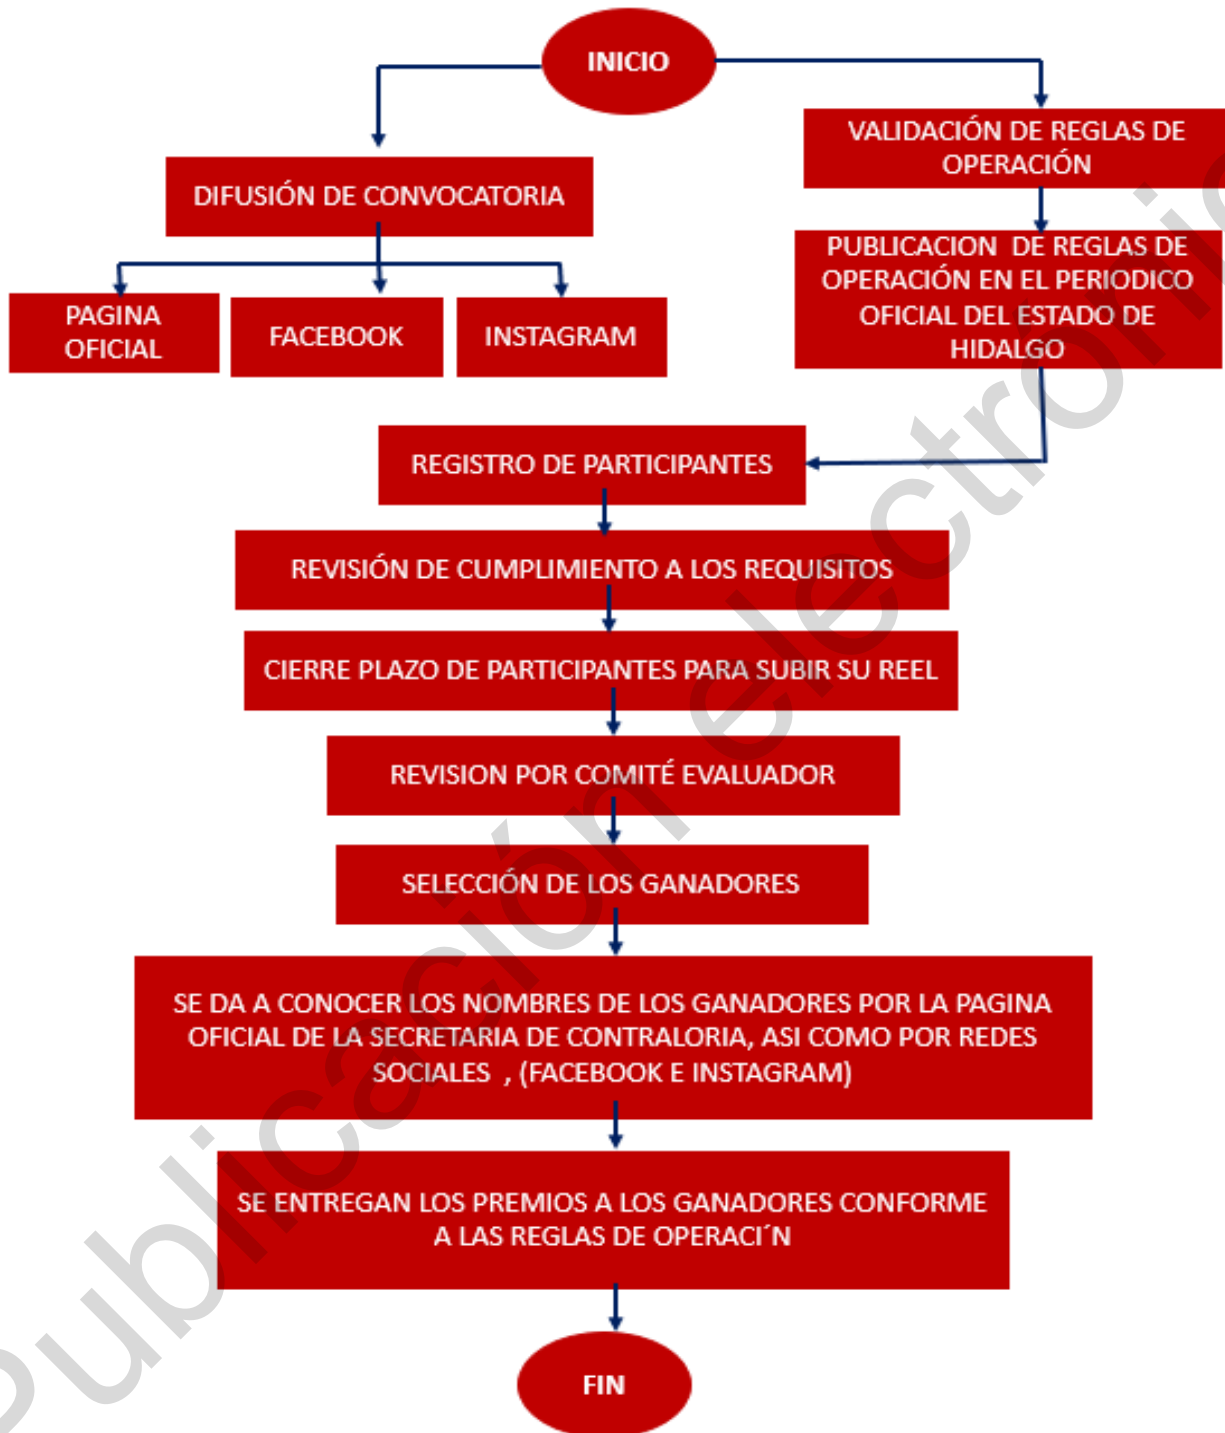 INICIO
VALIDACIÓN DE REGLAS DE
OPERACIÓN
DIFUSIÓN DE CONVOCATORIA
PUBLICACION DE REGLAS DE
OPERACIÓN EN EL PERIODICO
OFICIAL DEL ESTADO DE
HIDALGO
PAGINA
OFICIAL
FACEBOOK
INSTAGRAM
REGISTRO DE PARTICIPANTES
REVISIÓN DE CUMPLIMIENTO A LOS REQUISITOS
CIERRE PLAZO DE PARTICIPANTES PARA SUBIR SU REEL
REVISION POR COMITÉ EVALUADOR
SELECCIÓN DE LOS GANADORES
SE DA A CONOCER LOS NOMBRES DE LOS GANADORES POR LA PAGINA
OFICIAL DE LA SECRETARIA DE CONTRALORIA, ASI COMO POR REDES
SOCIALES , (FACEBOOK E INSTAGRAM)
SE ENTREGAN LOS PREMIOS A LOS GANADORES CONFORME
A LAS REGLAS DE OPERACI´N
FIN
Publicación electrónic